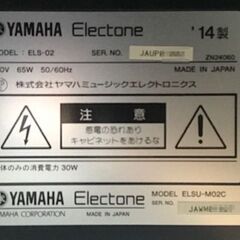 YAMAHA Electone '14製
MODEL: ELS-02 SER NO.
0V 65W 50/60Hz MADE IN JAPAN
株式会社ヤマハミュージックエレクトロニクス
注意
感電の恐れあり
キャビネットをあけるな
体のみの消費電力 30W
YAMAHA Electone MODEL ELSU-M02C
YAMAHA CORPORATION MADE IN JAPAN SER NO.